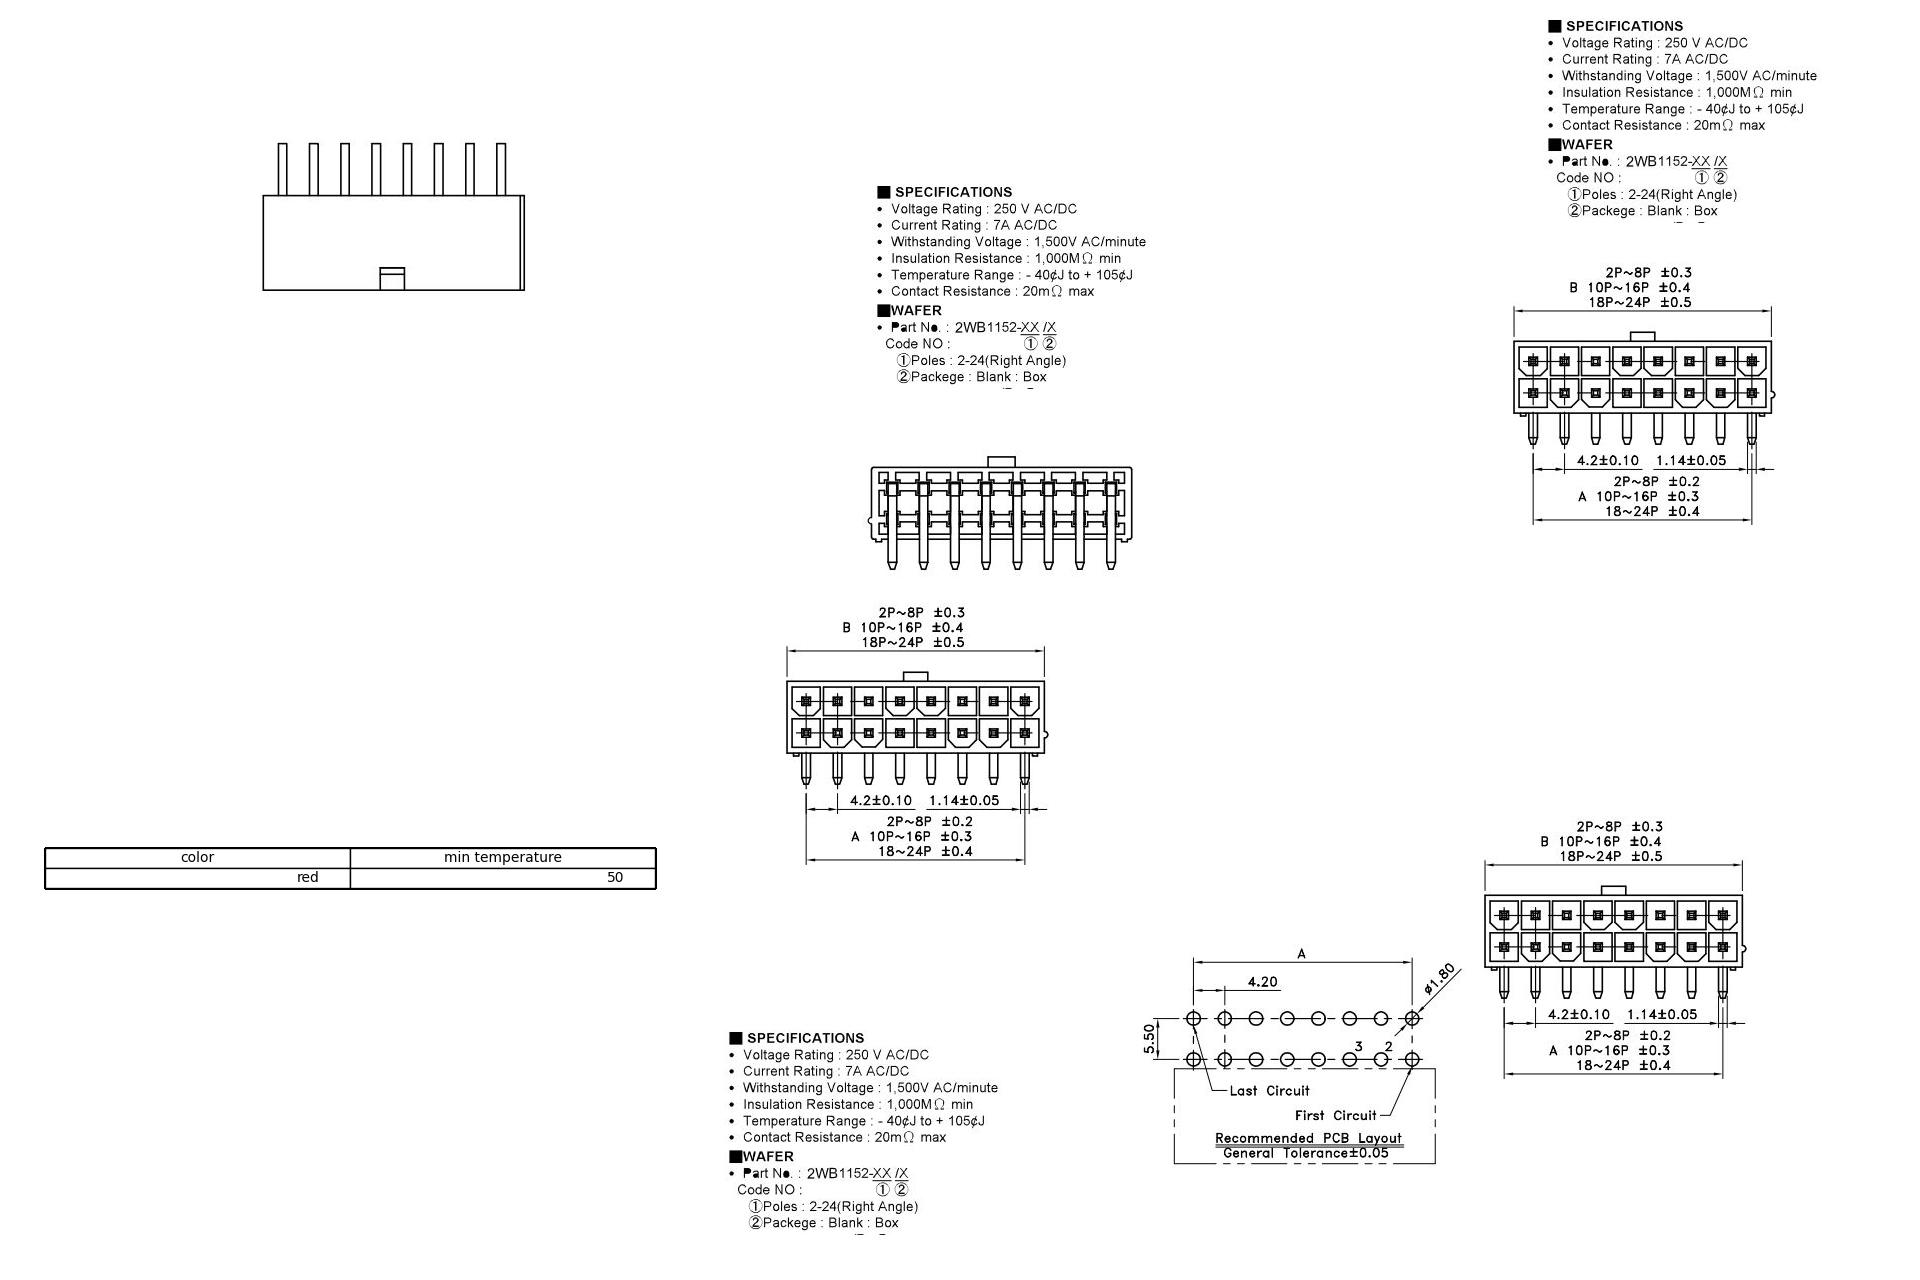 ■ SPECIFICATIONS
• Voltage Rating : 250 V AC/DC
• Current Rating : 7A AC/DC
• Withstanding Voltage : 1,500V AC/minute
• Insulation Resistance : 1,000MΩ min
• Temperature Range : - 40¢J to + 105¢J
• Contact Resistance : 20mΩ max
■WAFER
• Part No. : 2WB1152-XX /X
Code NO : ① ②
①Poles : 2-24(Right Angle)
②Packege : Blank : Box
■ SPECIFICATIONS
• Voltage Rating : 250 V AC/DC
• Current Rating : 7A AC/DC
• Withstanding Voltage : 1,500V AC/minute
• Insulation Resistance : 1,000MΩ min
• Temperature Range : - 40¢J to + 105¢J
• Contact Resistance : 20mΩ max
■WAFER
• Part No. : 2WB1152-XX /X
Code NO : ① ②
①Poles : 2-24(Right Angle)
②Packege : Blank : Box
2P~8P ±0.3
B 10P~16P ±0.4
18P~24P ±0.5
4.2±0.10 1.14±0.05
2P~8P ±0.2
A 10P~16P ±0.3
18~24P ±0.4
2P~8P ±0.3
B 10P~16P ±0.4
18P~24P ±0.5
4.2±0.10 1.14±0.05
2P~8P ±0.2
A 10P~16P ±0.3
18~24P ±0.4
color min temperature
red 50
2P~8P ±0.3
B 10P~16P ±0.4
18P~24P ±0.5
4.2±0.10 1.14±0.05
2P~8P ±0.2
A 10P~16P ±0.3
18~24P ±0.4
A
4.20
ø1.80
5.50
3 2
Last Circuit
First Circuit
Recommended PCB Layout
General Tolerance±0.05
■ SPECIFICATIONS
• Voltage Rating : 250 V AC/DC
• Current Rating : 7A AC/DC
• Withstanding Voltage : 1,500V AC/minute
• Insulation Resistance : 1,000MΩ min
• Temperature Range : - 40¢J to + 105¢J
• Contact Resistance : 20mΩ max
■WAFER
• Part No. : 2WB1152-XX /X
Code NO : ① ②
①Poles : 2-24(Right Angle)
②Packege : Blank : Box